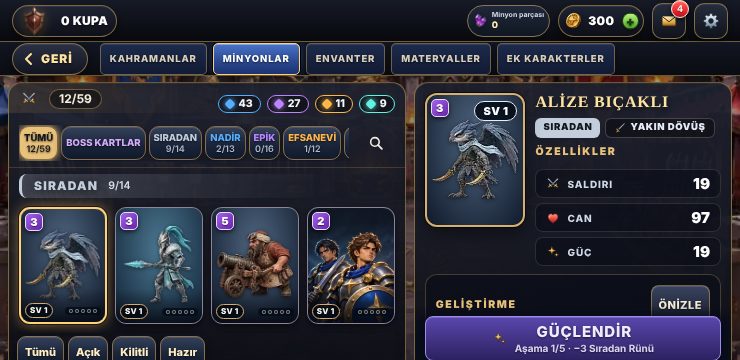 0 KUPA
Minyon parçası
0
300
4
GERİ
KAHRAMANLAR
MİNYONLAR
ENVANTER
MATERYALLER
EK KARAKTERLER
12/59
43
27
11
9
TÜMÜ
12/59
BOSS KARTLAR
SIRADAN
9/14
NADİR
2/13
EPİK
0/16
EFSANEVİ
1/12
SIRADAN 9/14
3
SV 1
3
SV 1
5
SV 1
2
SV 1
Tümü
Açık
Kilitli
Hazır
3
SV 1
ALİZE BIÇAKLI
SIRADAN
YAKIN DÖVÜŞ
ÖZELLİKLER
SALDIRI 19
CAN 97
GÜÇ 19
GELİŞTİRME
ÖNİZLE
GÜÇLENDİR
Aşama 1/5 · −3 Sıradan Rünü